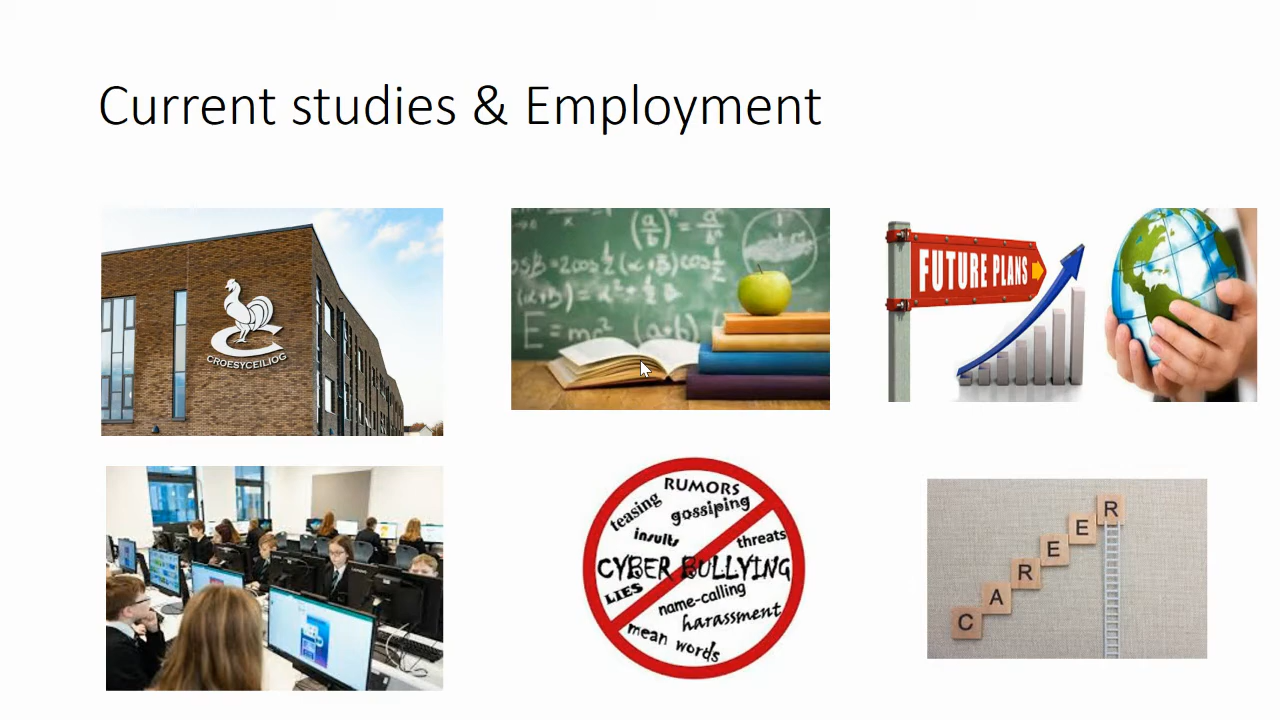 Current studies & Employment
CROESYCEILIOG
E=mc²
FUTURE PLANS
RUMORS
teasing
gossiping
insults
threats
CYBER BULLYING
LIES
name-calling
harassment
mean words
CAREER